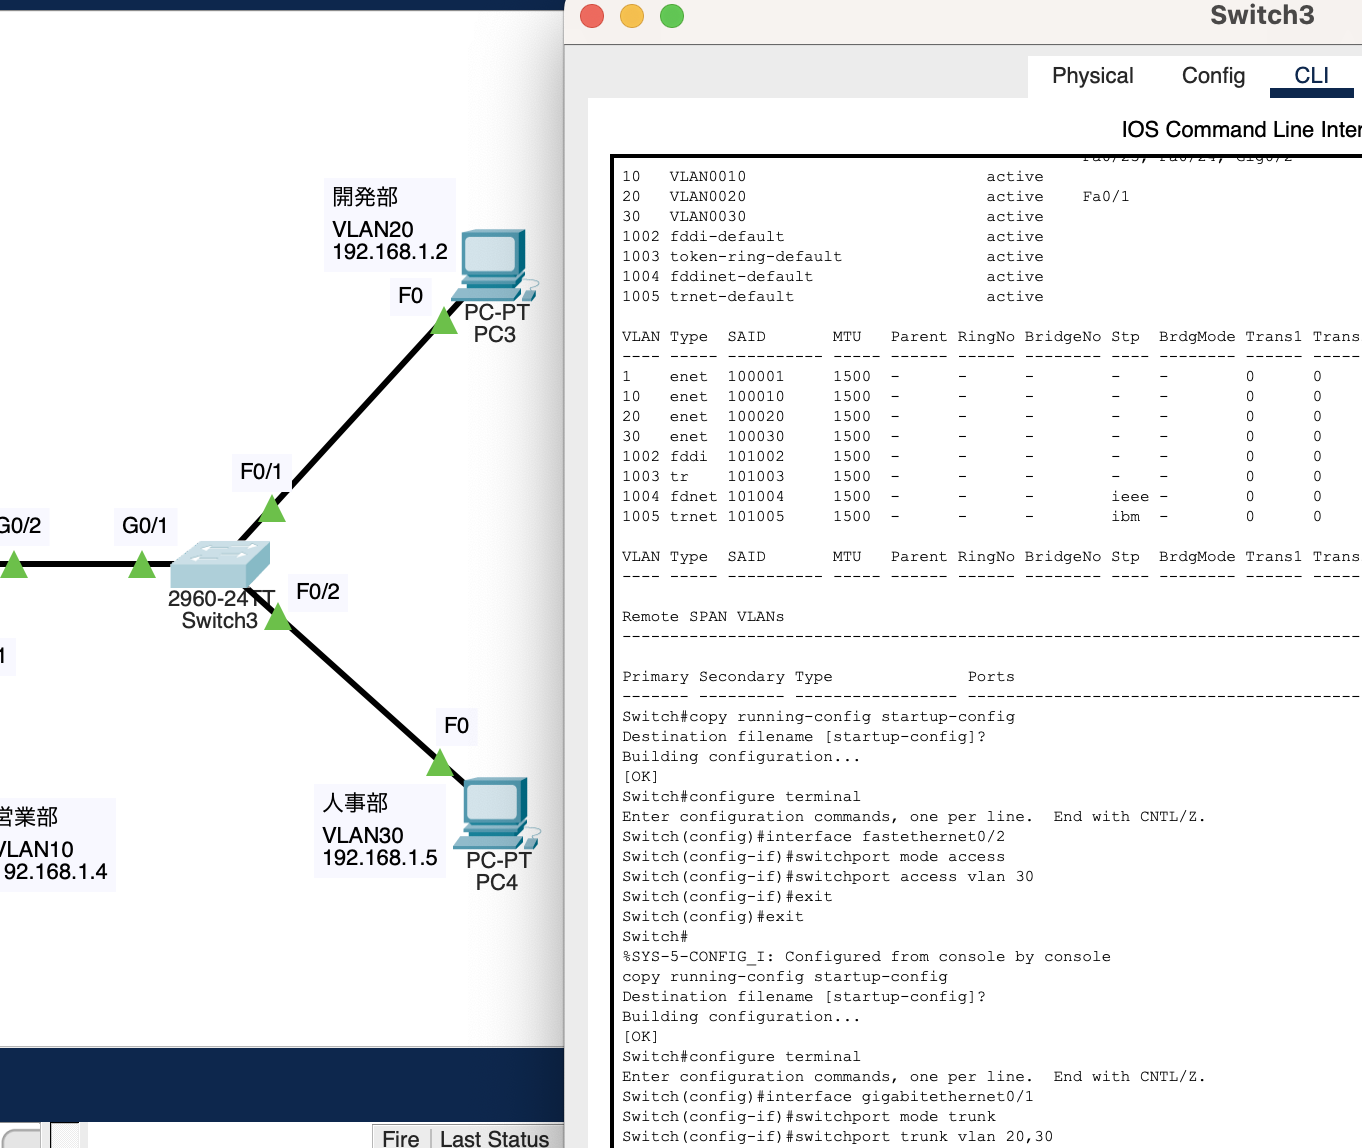 Switch3
Physical Config CLI
IOS Command Line Inter
開発部
VLAN20
192.168.1.2
F0
PC-PT
PC3
F0/1
G0/2
G0/1
2960-24TT
Switch3
F0/2
1
F0
人事部
VLAN30
192.168.1.5
PC-PT
PC4
営業部
VLAN10
192.168.1.4
Fire Last Status
Fa0/23, Fa0/24, Gig0/2
10 VLAN0010 active
20 VLAN0020 active Fa0/1
30 VLAN0030 active
1002 fddi-default active
1003 token-ring-default active
1004 fddinet-default active
1005 trnet-default active
VLAN Type SAID MTU Parent RingNo BridgeNo Stp BrdgMode Trans1 Trans
---- ----- ---------- ----- ------ ------ -------- ---- -------- ------ -----
1 enet 100001 1500 - - - - - 0 0
10 enet 100010 1500 - - - - - 0 0
20 enet 100020 1500 - - - - - 0 0
30 enet 100030 1500 - - - - - 0 0
1002 fddi 101002 1500 - - - - - 0 0
1003 tr 101003 1500 - - - - - 0 0
1004 fdnet 101004 1500 - - - ieee - 0 0
1005 trnet 101005 1500 - - - ibm - 0 0
VLAN Type SAID MTU Parent RingNo BridgeNo Stp BrdgMode Trans1 Trans
---- ----- ---------- ----- ------ ------ -------- ---- -------- ------ -----
Remote SPAN VLANs
-----------------------------------------------------------------------------
Primary Secondary Type Ports
------- --------- ----------------- -----------------------------------------
Switch#copy running-config startup-config
Destination filename [startup-config]?
Building configuration...
[OK]
Switch#configure terminal
Enter configuration commands, one per line. End with CNTL/Z.
Switch(config)#interface fastethernet0/2
Switch(config-if)#switchport mode access
Switch(config-if)#switchport access vlan 30
Switch(config-if)#exit
Switch(config)#exit
Switch#
%SYS-5-CONFIG_I: Configured from console by console
copy running-config startup-config
Destination filename [startup-config]?
Building configuration...
[OK]
Switch#configure terminal
Enter configuration commands, one per line. End with CNTL/Z.
Switch(config)#interface gigabitethernet0/1
Switch(config-if)#switchport mode trunk
Switch(config-if)#switchport trunk vlan 20,30